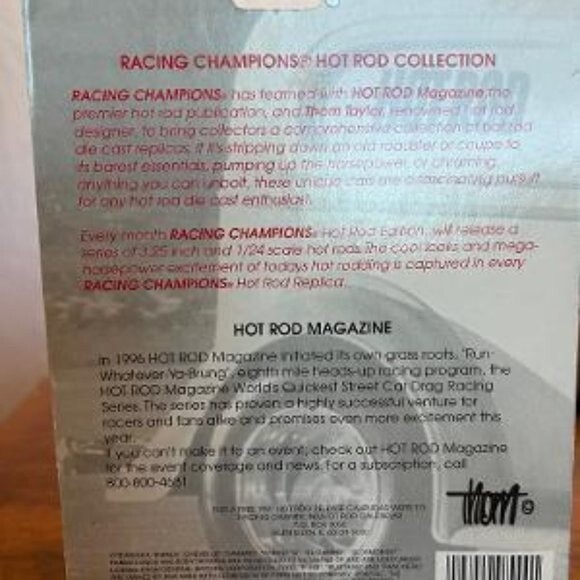 RACING CHAMPIONS® HOT ROD COLLECTION
RACING CHAMPIONS® has teamed with HOT ROD Magazine, the
premier hot rod publication, and Thom Taylor, renowned hot rod
designer, to bring collectors a comprehensive collection of hot rod
die cast replicas. If it's stripping down an old roadster or coupe to
its barest essentials, pumping up the horsepower, or chroming
anything you can unbolt, these unique cars are a fascinating pursuit
for any hot rod die cast enthusiast.
Every month RACING CHAMPIONS® Hot Rod Edition, will release a
series of 3.25 inch and 1/24 scale hot rods. The cool looks and mega-
horsepower excitement of todays hot rodding is captured in every
RACING CHAMPIONS® Hot Rod Replica.
HOT ROD MAGAZINE
In 1996 HOT ROD Magazine initiated its own grass roots, "Run-
Whatever-Ya-Brung", eighth mile heads-up racing program, the
HOT ROD Magazine Worlds Quickest Street Car Drag Racing
Series. The series has proven a highly successful venture for
racers and fans alike and promises even more excitement this
year.
If you can't make it to an event, check out HOT ROD Magazine
for the event coverage and news. For a subscription, call
800-800-4681
Thom ©
P.O. BOX
GLEN ELLYN, IL